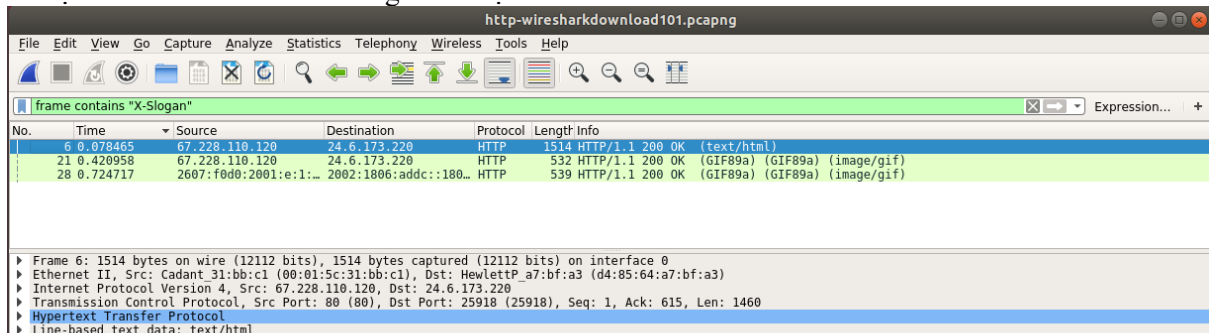 http-wiresharkdownload101.pcapng
File Edit View Go Capture Analyze Statistics Telephony Wireless Tools Help
frame contains "X-Slogan" Expression... +
No. Time Source Destination Protocol Length Info
6 0.078465 67.228.110.120 24.6.173.220 HTTP 1514 HTTP/1.1 200 OK (text/html)
21 0.420958 67.228.110.120 24.6.173.220 HTTP 532 HTTP/1.1 200 OK (GIF89a) (GIF89a) (image/gif)
28 0.724717 2607:f0d0:2001:e:1:… 2002:1806:addc::180… HTTP 539 HTTP/1.1 200 OK (GIF89a) (GIF89a) (image/gif)
Frame 6: 1514 bytes on wire (12112 bits), 1514 bytes captured (12112 bits) on interface 0
Ethernet II, Src: Cadant_31:bb:c1 (00:01:5c:31:bb:c1), Dst: HewlettP_a7:bf:a3 (d4:85:64:a7:bf:a3)
Internet Protocol Version 4, Src: 67.228.110.120, Dst: 24.6.173.220
Transmission Control Protocol, Src Port: 80 (80), Dst Port: 25918 (25918), Seq: 1, Ack: 615, Len: 1460
Hypertext Transfer Protocol
Line-based text data: text/html